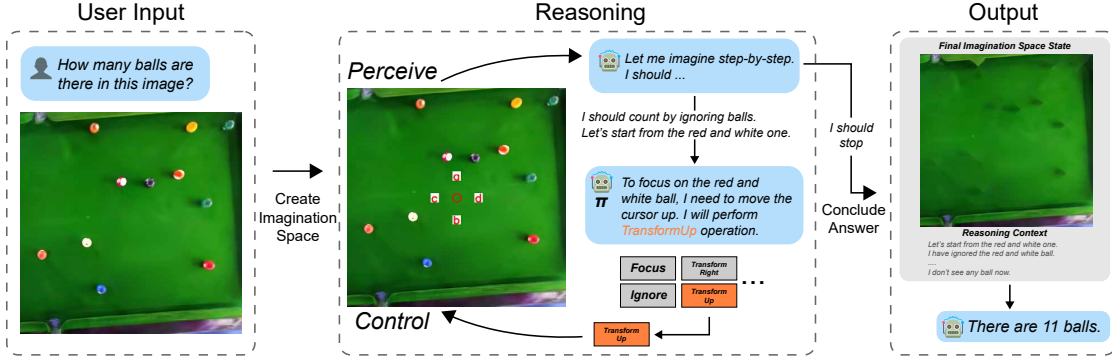 User Input
Reasoning
Output
How many balls are
there in this image?
Create
Imagination
Space
Perceive
a
c
d
b
Control
Let me imagine step-by-step.
I should ...
I should count by ignoring balls.
Let's start from the red and white one.
π
To focus on the red and
white ball, I need to move the
cursor up. I will perform
TransformUp operation.
Focus
Transform
Right
Ignore
Transform
Up
...
Transform
Up
I should
stop
Conclude
Answer
Final Imagination Space State
Reasoning Context
Let's start from the red and white one.
I have ignored the red and white ball.
....
I don't see any ball now.
There are 11 balls.